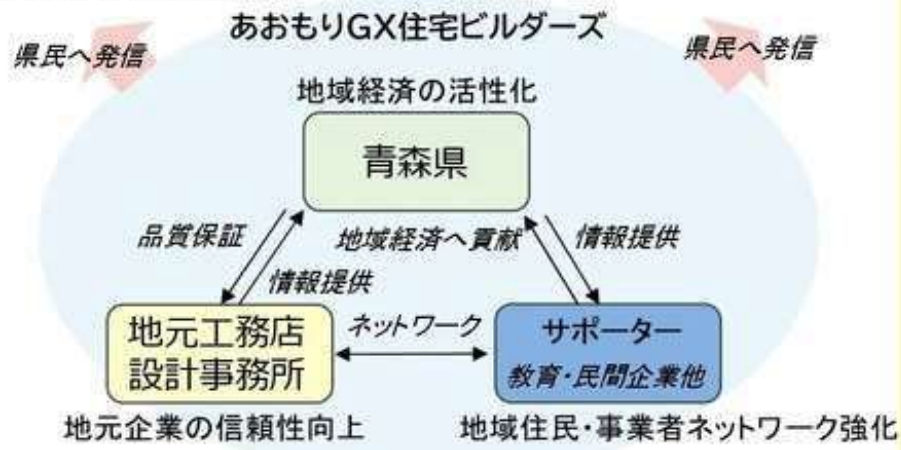 あおもりGX住宅ビルダーズ
県民へ発信
県民へ発信
地域経済の活性化
青森県
品質保証
地域経済へ貢献
情報提供
情報提供
地元工務店
設計事務所
ネットワーク
サポーター
教育・民間企業他
地元企業の信頼性向上
地域住民・事業者ネットワーク強化